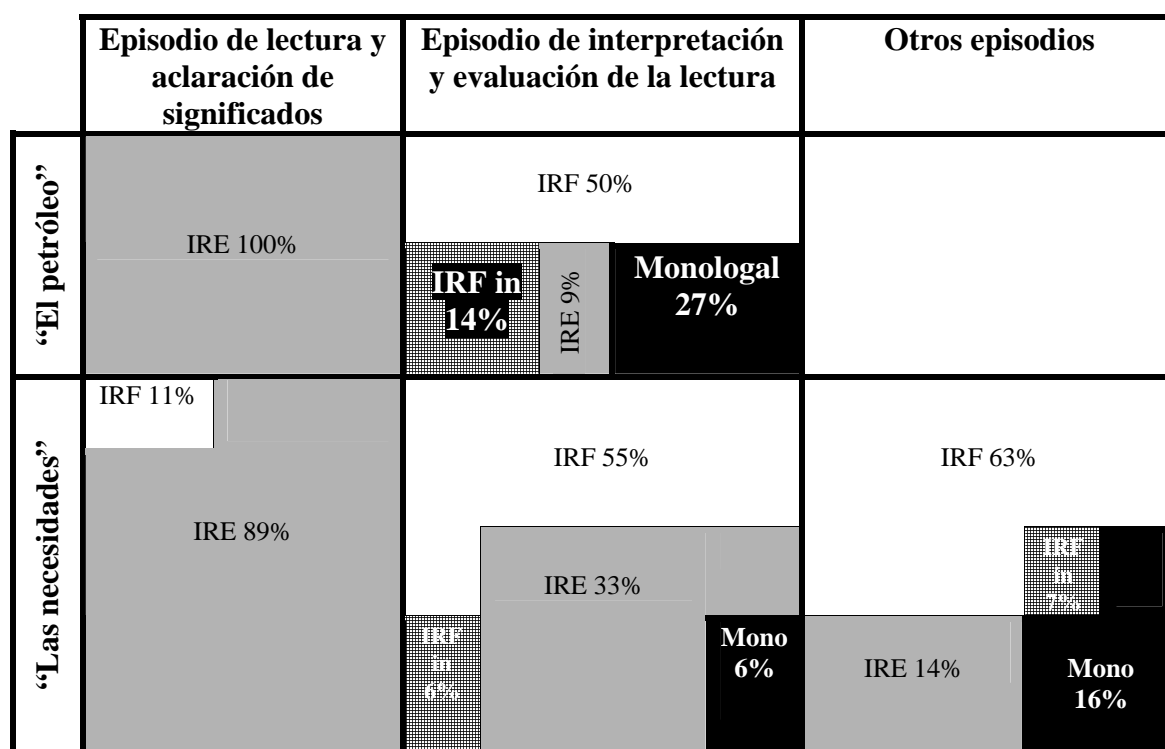 Episodio de lectura y
aclaración de
significados
Episodio de interpretación
y evaluación de la lectura
Otros episodios
“El petróleo”
IRE 100%
IRF 50%
IRF in
14%
IRE 9%
Monologal
27%
“Las necesidades”
IRF 11%
IRE 89%
IRF 55%
IRE 33%
IRF
in
6%
Mono
6%
IRF 63%
IRF
in
7%
IRE 14%
Mono
16%